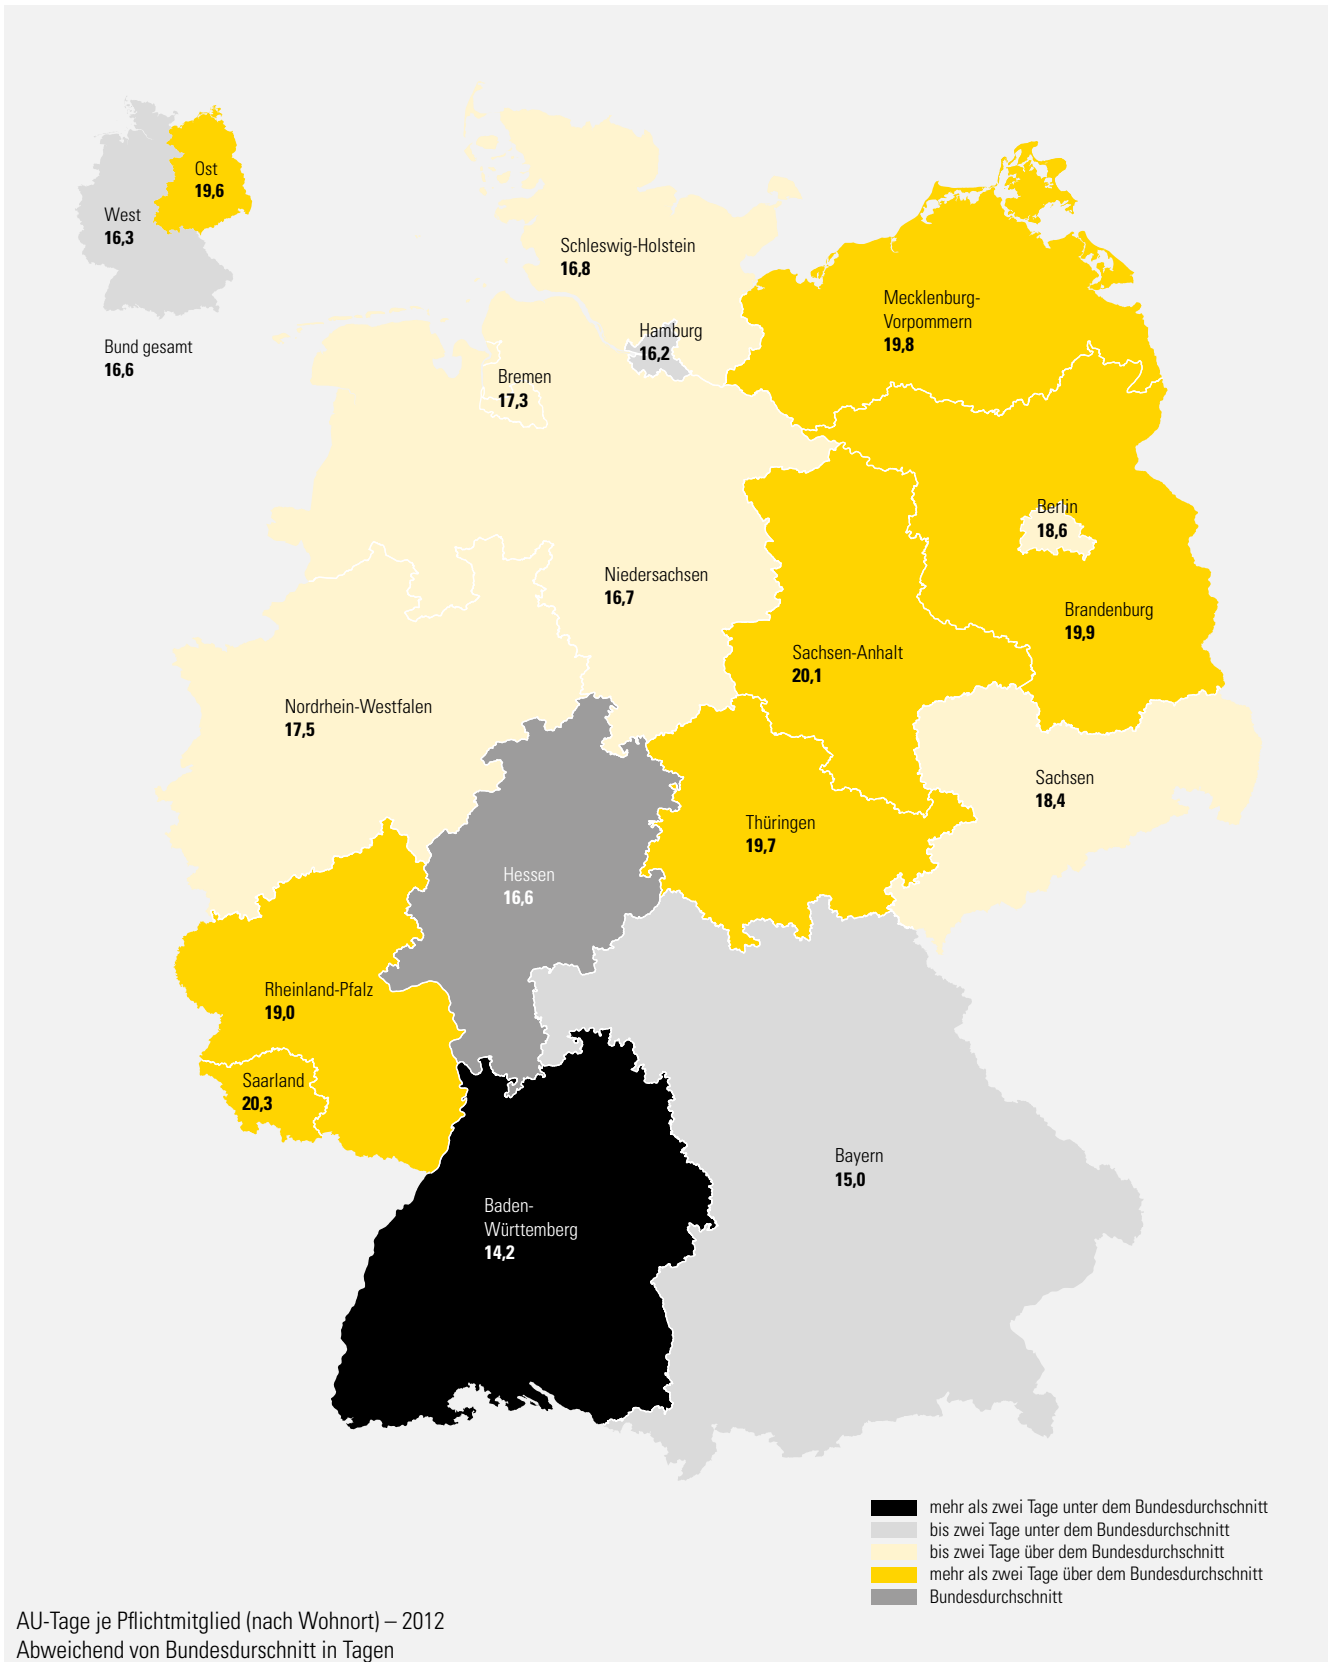 Ost
19,6
West
16,3
Bund gesamt
16,6
Schleswig-Holstein
16,8
Hamburg
16,2
Mecklenburg-
Vorpommern
19,8
Bremen
17,3
Berlin
18,6
Niedersachsen
16,7
Brandenburg
19,9
Sachsen-Anhalt
20,1
Nordrhein-Westfalen
17,5
Sachsen
18,4
Thüringen
19,7
Hessen
16,6
Rheinland-Pfalz
19,0
Saarland
20,3
Bayern
15,0
Baden-
Württemberg
14,2
mehr als zwei Tage unter dem Bundesdurchschnitt
bis zwei Tage unter dem Bundesdurchschnitt
bis zwei Tage über dem Bundesdurchschnitt
mehr als zwei Tage über dem Bundesdurchschnitt
Bundesdurchschnitt
AU-Tage je Pflichtmitglied (nach Wohnort) – 2012
Abweichend von Bundesdurschnitt in Tagen